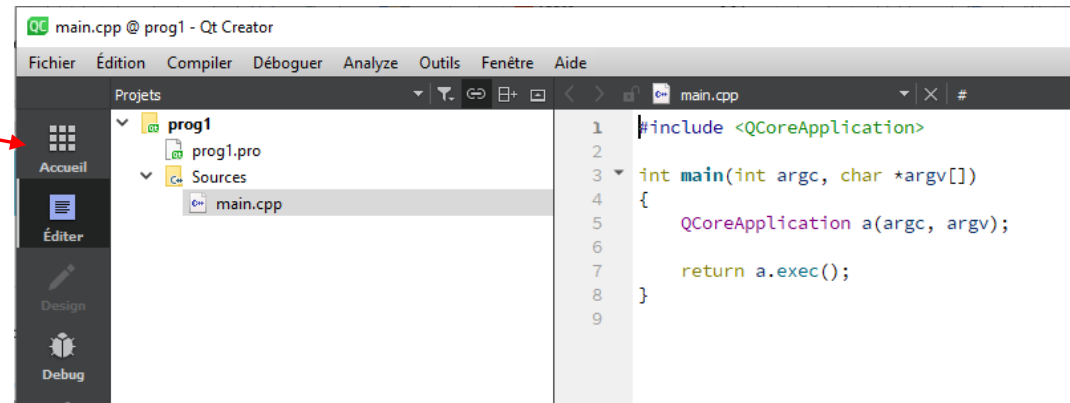 QC main.cpp @ prog1 - Qt Creator
Fichier Édition Compiler Déboguer Analyze Outils Fenêtre Aide
Projets
main.cpp
#
Accueil
Éditer
Design
Debug
prog1
prog1.pro
Sources
main.cpp
1 #include <QCoreApplication>
2
3 int main(int argc, char *argv[])
4 {
5 QCoreApplication a(argc, argv);
6
7 return a.exec();
8 }
9